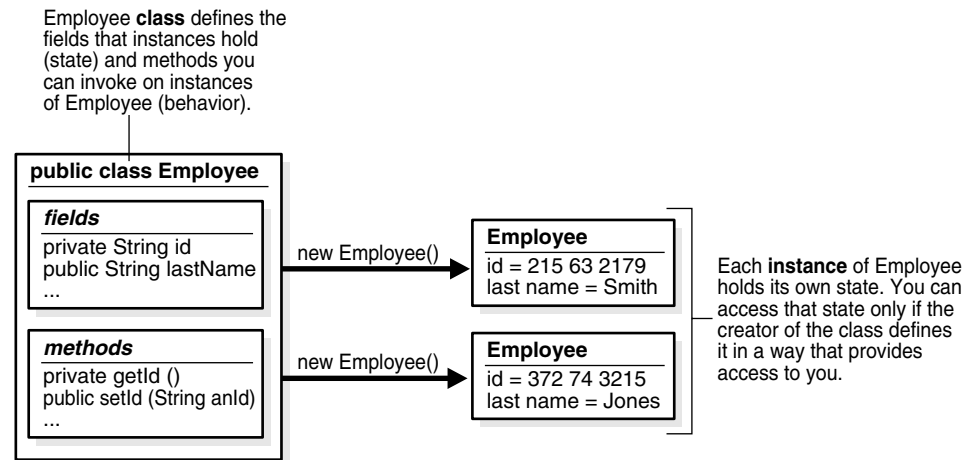 Employee class defines the
fields that instances hold
(state) and methods you
can invoke on instances
of Employee (behavior).
public class Employee
fields
private String id
public String lastName
...
methods
private getId ()
public setId (String anId)
...
new Employee()
new Employee()
Employee
id = 215 63 2179
last name = Smith
Employee
id = 372 74 3215
last name = Jones
Each instance of Employee
holds its own state. You can
access that state only if the
creator of the class defines
it in a way that provides
access to you.